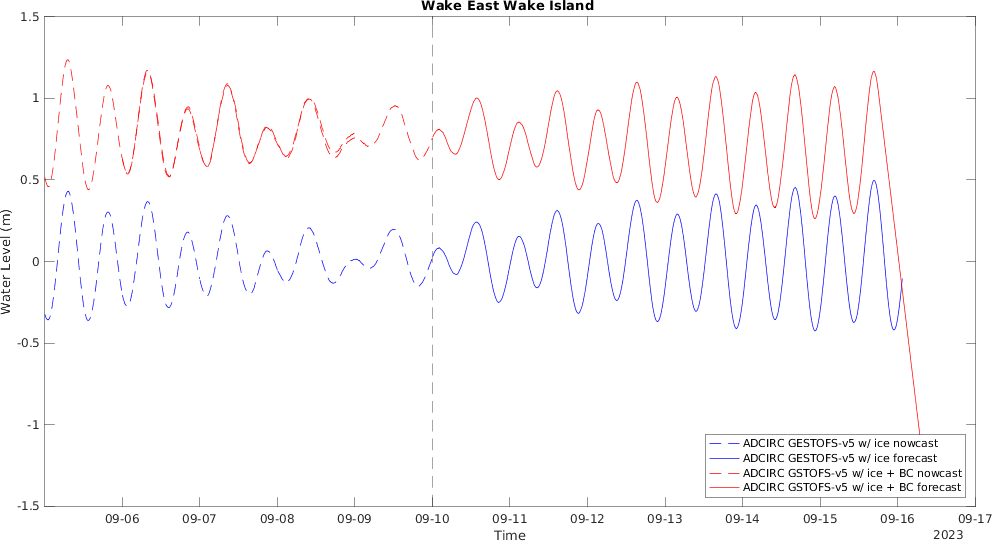 Wake East Wake Island
1.5
1
0.5
0
-0.5
-1
-1.5
Water Level (m)
09-06 09-07 09-08 09-09 09-10 09-11 09-12 09-13 09-14 09-15 09-16 09-17
Time
2023
ADCIRC GESTOFS-v5 w/ ice nowcast
ADCIRC GESTOFS-v5 w/ ice forecast
ADCIRC GSTOFS-v5 w/ ice + BC nowcast
ADCIRC GSTOFS-v5 w/ ice + BC forecast